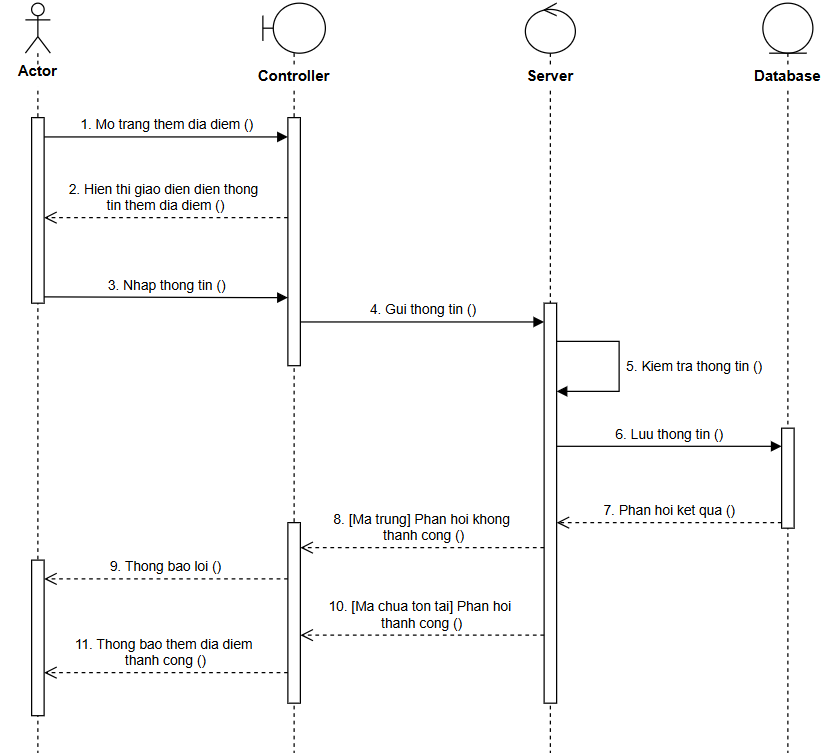 Actor
Controller
Server
Database
1. Mo trang them dia diem ()
2. Hien thi giao dien dien thong
tin them dia diem ()
3. Nhap thong tin ()
4. Gui thong tin ()
5. Kiem tra thong tin ()
6. Luu thong tin ()
7. Phan hoi ket qua ()
8. [Ma trung] Phan hoi khong
thanh cong ()
9. Thong bao loi ()
10. [Ma chua ton tai] Phan hoi
thanh cong ()
11. Thong bao them dia diem
thanh cong ()